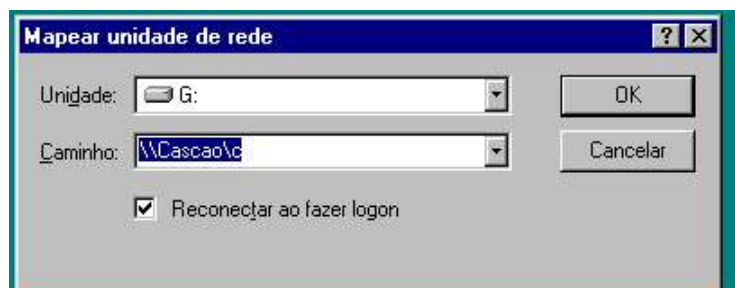 Mapear unidade de rede
Unidade: G: OK
Caminho: \\Cascao\c Cancelar
Reconectar ao fazer logon